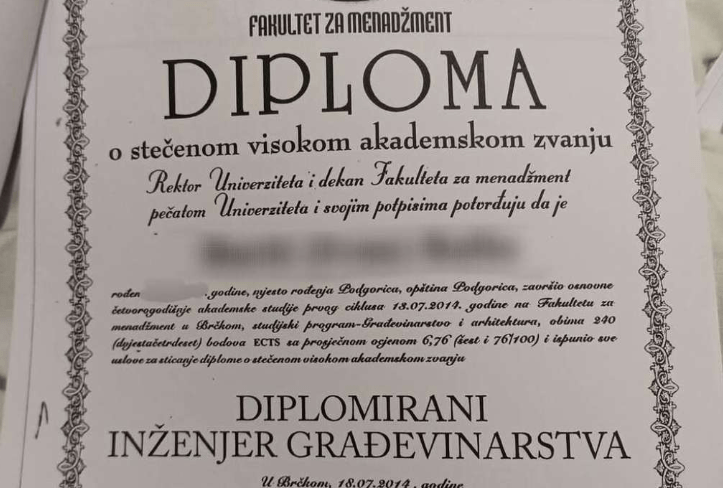 FAKULTET ZA MENADŽMENT
DIPLOMA
o stečenom visokom akademskom zvanju
Rektor Univerziteta i dekan Fakulteta za menadžment
pečatom Univerziteta i svojim potpisima potvrđuju da je
rođen godine, mjesto rođenja Podgorica, opština Podgorica, završio osnovne
četvorogodišnje akademske studije prvog ciklusa 18.07.2014. godine na Fakultetu za
menadžment u Brčkom, studijski program-Građevinarstvo i arhitektura, obima 240
(dvjestačetrdeset) bodova ECTS sa prosječnom ocjenom 6,76 (šest i 76/100) i ispunio sve
uslove za sticanje diplome o stečenom visokom akademskom zvanju
DIPLOMIRANI
INŽENJER GRAĐEVINARSTVA
U Brčkom, 18.07.2014. godine